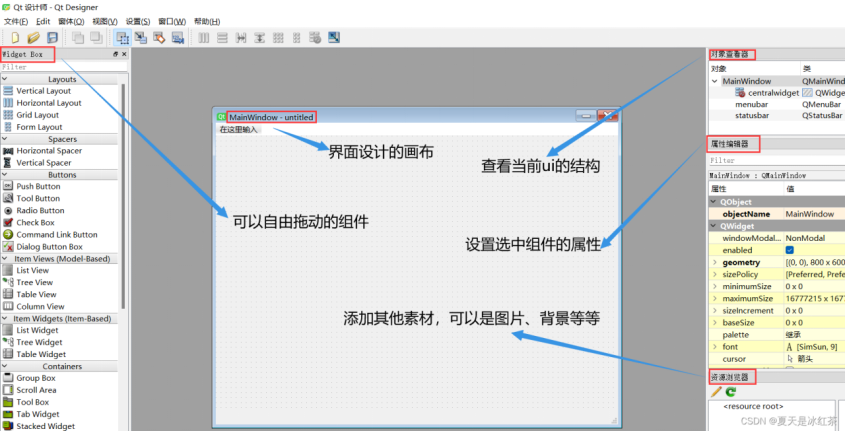 Qt 设计师 - Qt Designer
文件(F) Edit 窗体(O) 视图(V) 设置(S) 窗口(W) 帮助(H)
Widget Box
Filter
Layouts
Vertical Layout
Horizontal Layout
Grid Layout
Form Layout
Spacers
Horizontal Spacer
Vertical Spacer
Buttons
Push Button
Tool Button
Radio Button
Check Box
Command Link Button
Dialog Button Box
Item Views (Model-Based)
List View
Tree View
Table View
Column View
Item Widgets (Item-Based)
List Widget
Tree Widget
Table Widget
Containers
Group Box
Scroll Area
Tool Box
Tab Widget
Stacked Widget
MainWindow - untitled
在这里输入
界面设计的画布
查看当前ui的结构
可以自由拖动的组件
设置选中组件的属性
添加其他素材，可以是图片、背景等等
对象查看器
对象 类
MainWindow QMainWind
centralwidget QWidge
menubar QMenuBar
statusbar QStatusBar
属性编辑器
Filter
MainWindow : QMainWindow
属性 值
QObject
objectName MainWindow
QWidget
windowModal... NonModal
enabled
geometry [(0, 0), 800 x 600
sizePolicy [Preferred, Prefe
minimumSize 0 x 0
maximumSize 16777215 x 1677
sizeIncrement 0 x 0
baseSize 0 x 0
palette 继承
font A [SimSun, 9]
cursor 箭头
资源浏览器
<resource root>
CSDN @夏天是冰红茶